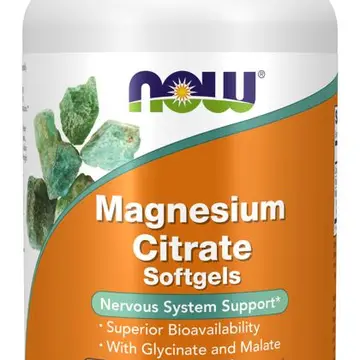 NOW®
Magnesium
Citrate
Softgels
Nervous System Support*
• Superior Bioavailability
• With Glycinate and Malate